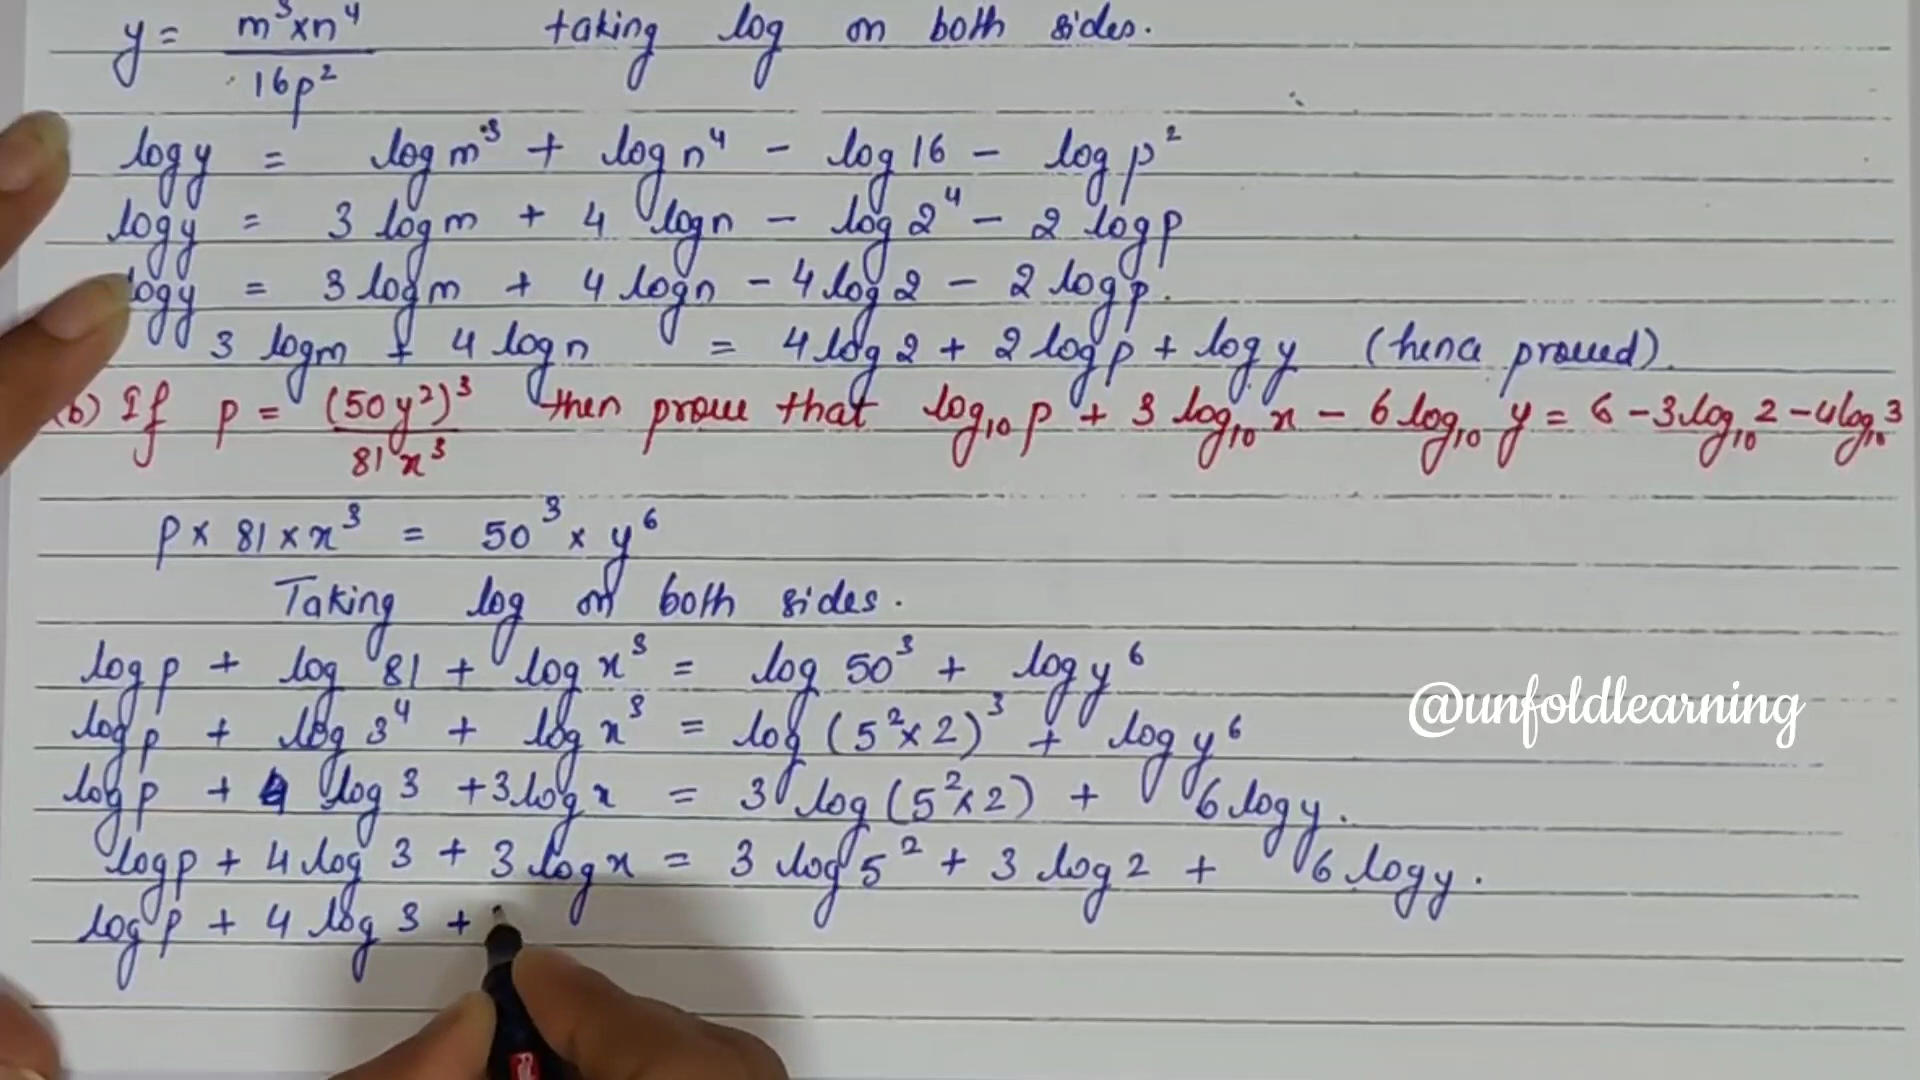 y = m³×n⁴ / 16p² taking log on both sides.
log y = log m³ + log n⁴ - log 16 - log p²
log y = 3 log m + 4 log n - log 2⁴ - 2 log p
log y = 3 log m + 4 log n - 4 log 2 - 2 log p.
3 log m + 4 log n = 4 log 2 + 2 log p + log y (hence proved)
(b) If p = (50y²)³ / 81x³ then prove that log₁₀ p + 3 log₁₀ x - 6 log₁₀ y = 6 - 3 log₁₀ 2 - 4 log₁₀ 3
p × 81 × x³ = 50³ × y⁶
Taking log on both sides.
log p + log 81 + log x³ = log 50³ + log y⁶
log p + log 3⁴ + log x³ = log (5²×2)³ + log y⁶
log p + 4 log 3 + 3 log x = 3 log (5²×2) + 6 log y.
log p + 4 log 3 + 3 log x = 3 log 5² + 3 log 2 + 6 log y.
log p + 4 log 3 +
@unfoldlearning